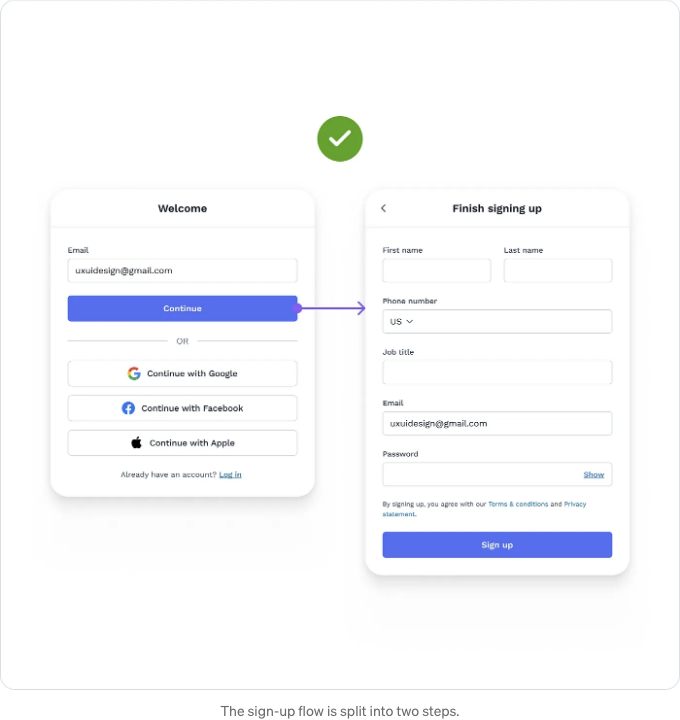 Welcome
Email
uxuidesign@gmail.com
Continue
OR
Continue with Google
Continue with Facebook
Continue with Apple
Already have an account? Log in
Finish signing up
First name
Last name
Phone number
US
Job title
Email
uxuidesign@gmail.com
Password
Show
By signing up, you agree with our Terms & conditions and Privacy
statement.
Sign up
The sign-up flow is split into two steps.